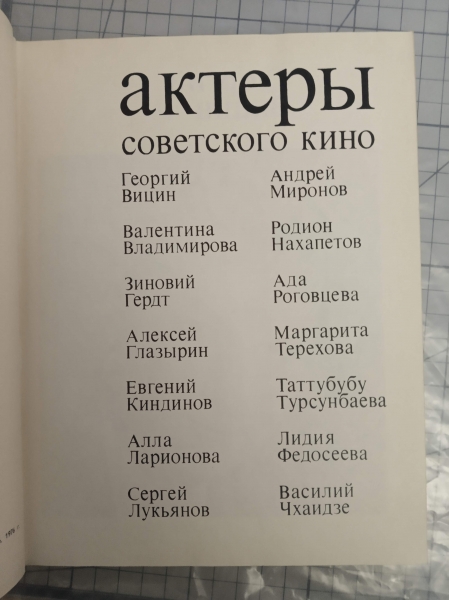 актеры
советского кино
Георгий
Вицин
Валентина
Владимирова
Зиновий
Гердт
Алексей
Глазырин
Евгений
Киндинов
Алла
Ларионова
Сергей
Лукьянов
Андрей
Миронов
Родион
Нахапетов
Ада
Роговцева
Маргарита
Терехова
Таттубубу
Турсунбаева
Лидия
Федосеева
Василий
Чхаидзе